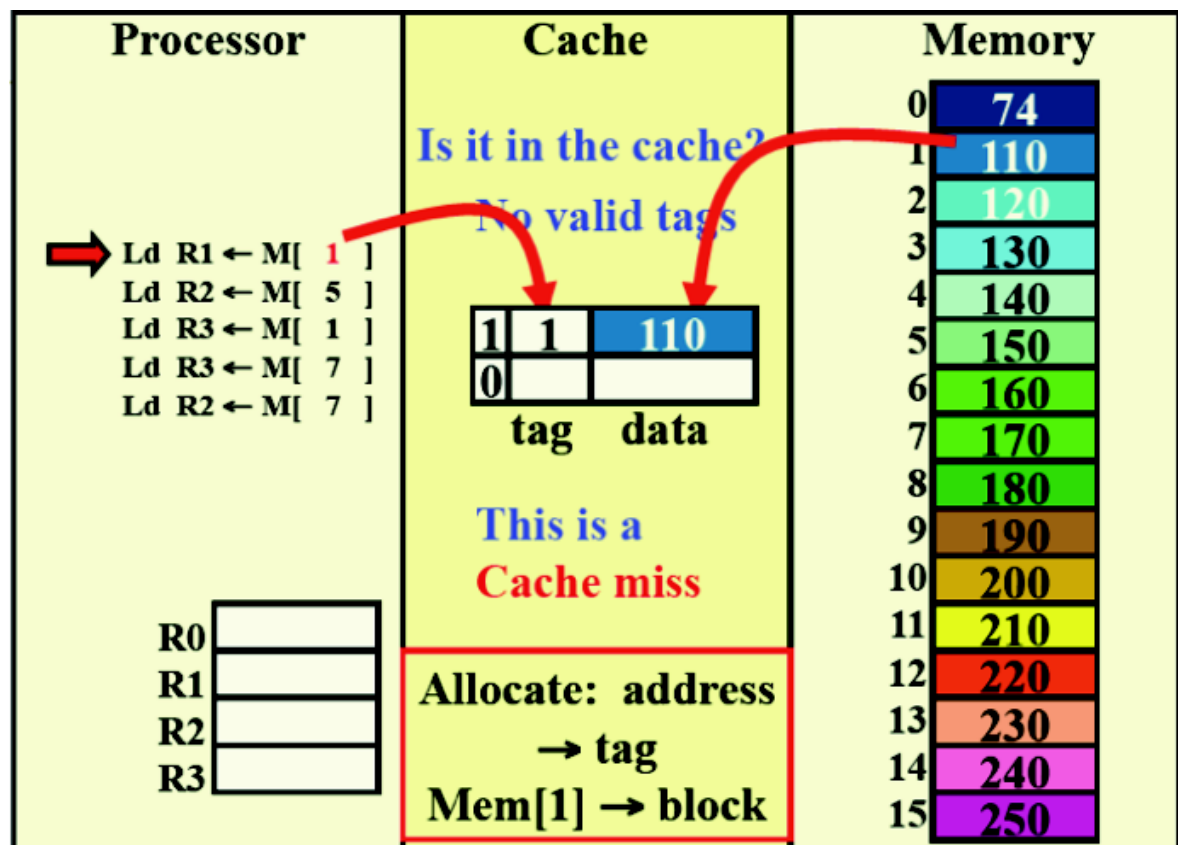 Processor
Ld R1 ← M[ 1 ]
Ld R2 ← M[ 5 ]
Ld R3 ← M[ 1 ]
Ld R3 ← M[ 7 ]
Ld R2 ← M[ 7 ]
R0
R1
R2
R3
Cache
Is it in the cache?
No valid tags
1 1 110
0
tag data
This is a
Cache miss
Allocate: address
→ tag
Mem[1] → block
Memory
0 74
1 110
2 120
3 130
4 140
5 150
6 160
7 170
8 180
9 190
10 200
11 210
12 220
13 230
14 240
15 250